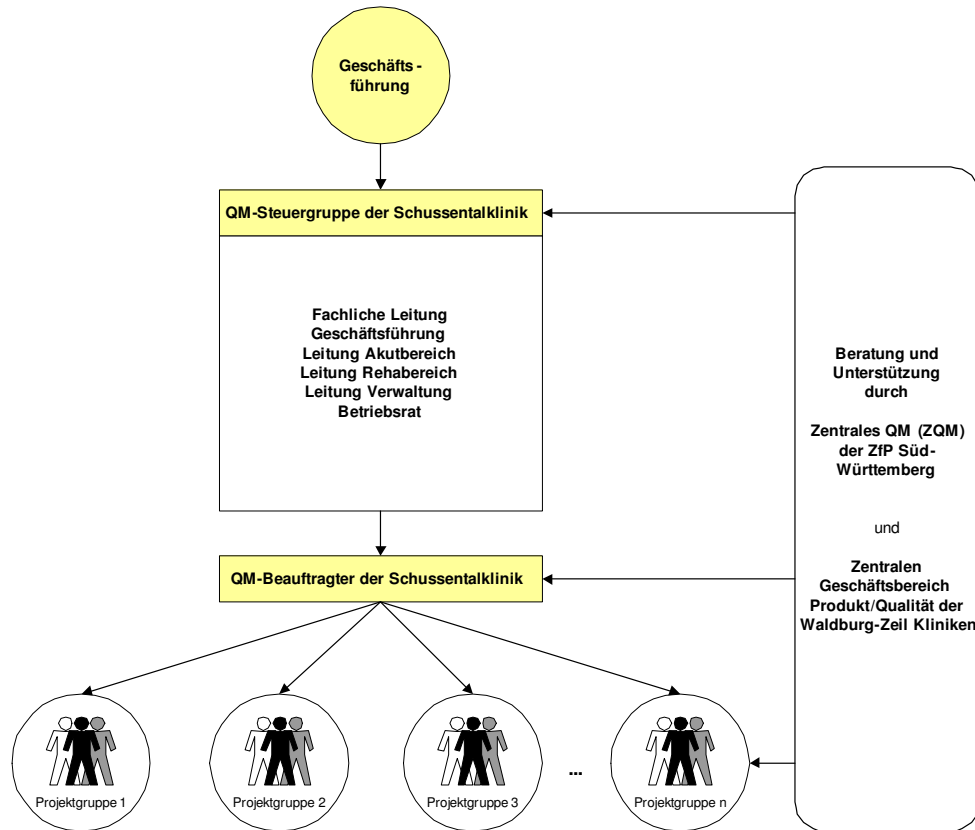 Geschäfts -
führung
QM-Steuergruppe der Schussentalklinik
Fachliche Leitung
Geschäftsführung
Leitung Akutbereich
Leitung Rehabereich
Leitung Verwaltung
Betriebsrat
Beratung und
Unterstützung
durch
Zentrales QM (ZQM)
der ZfP Süd-
Württemberg
und
Zentralen
Geschäftsbereich
Produkt/Qualität der
Waldburg-Zeil Kliniken
QM-Beauftragter der Schussentalklinik
Projektgruppe 1
Projektgruppe 2
Projektgruppe 3
...
Projektgruppe n